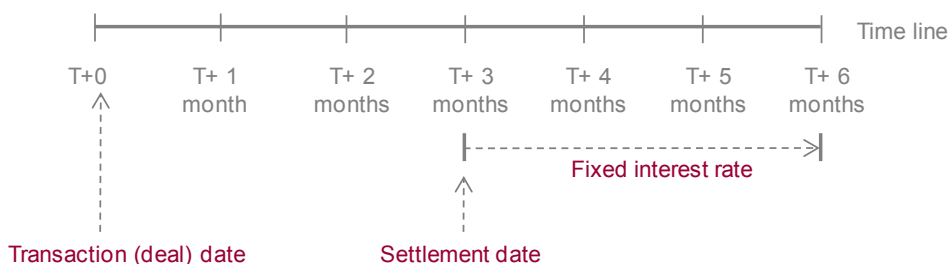 Time line
T+0 T+ 1 T+ 2 T+ 3 T+ 4 T+ 5 T+ 6
month months months months months months
Fixed interest rate
Transaction (deal) date Settlement date